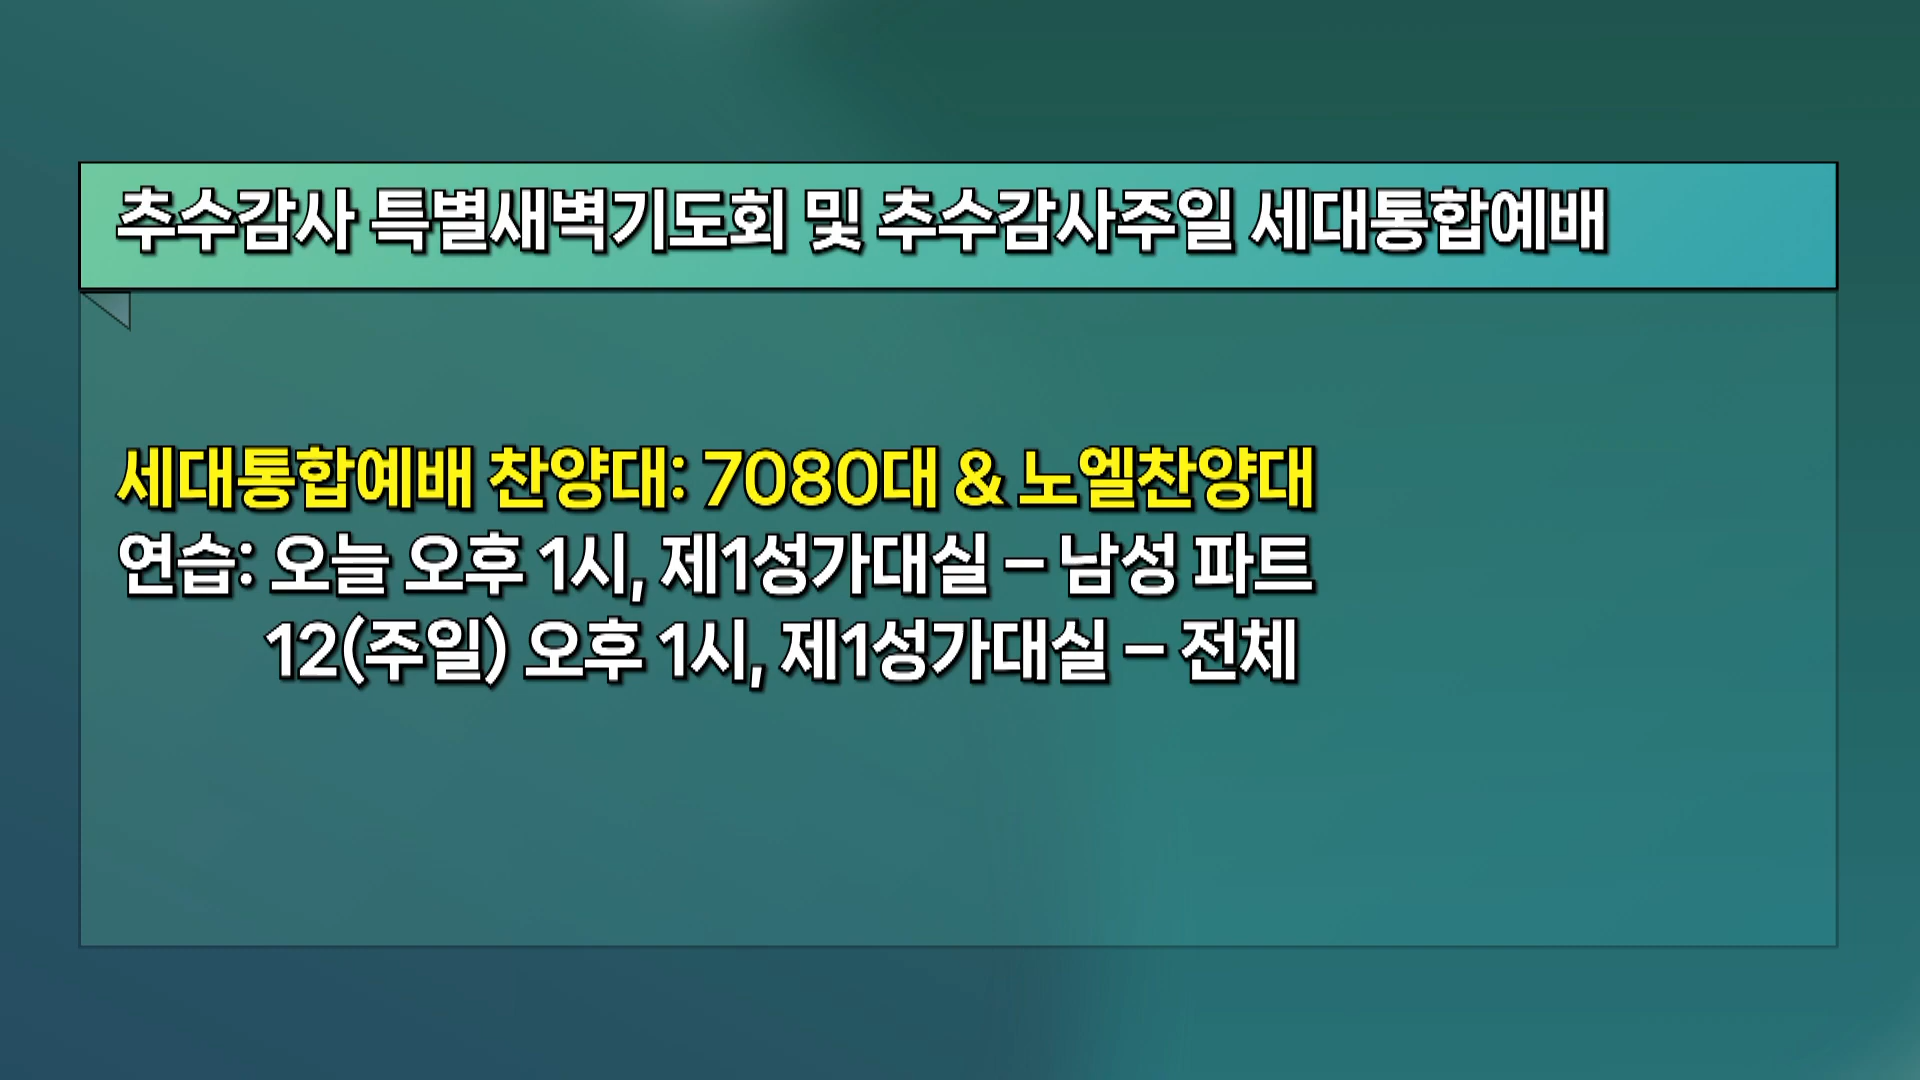 추수감사 특별새벽기도회 및 추수감사주일 세대통합예배
세대통합예배 찬양대: 7080대 & 노엘찬양대
연습: 오늘 오후 1시, 제1성가대실 – 남성 파트
12(주일) 오후 1시, 제1성가대실 – 전체